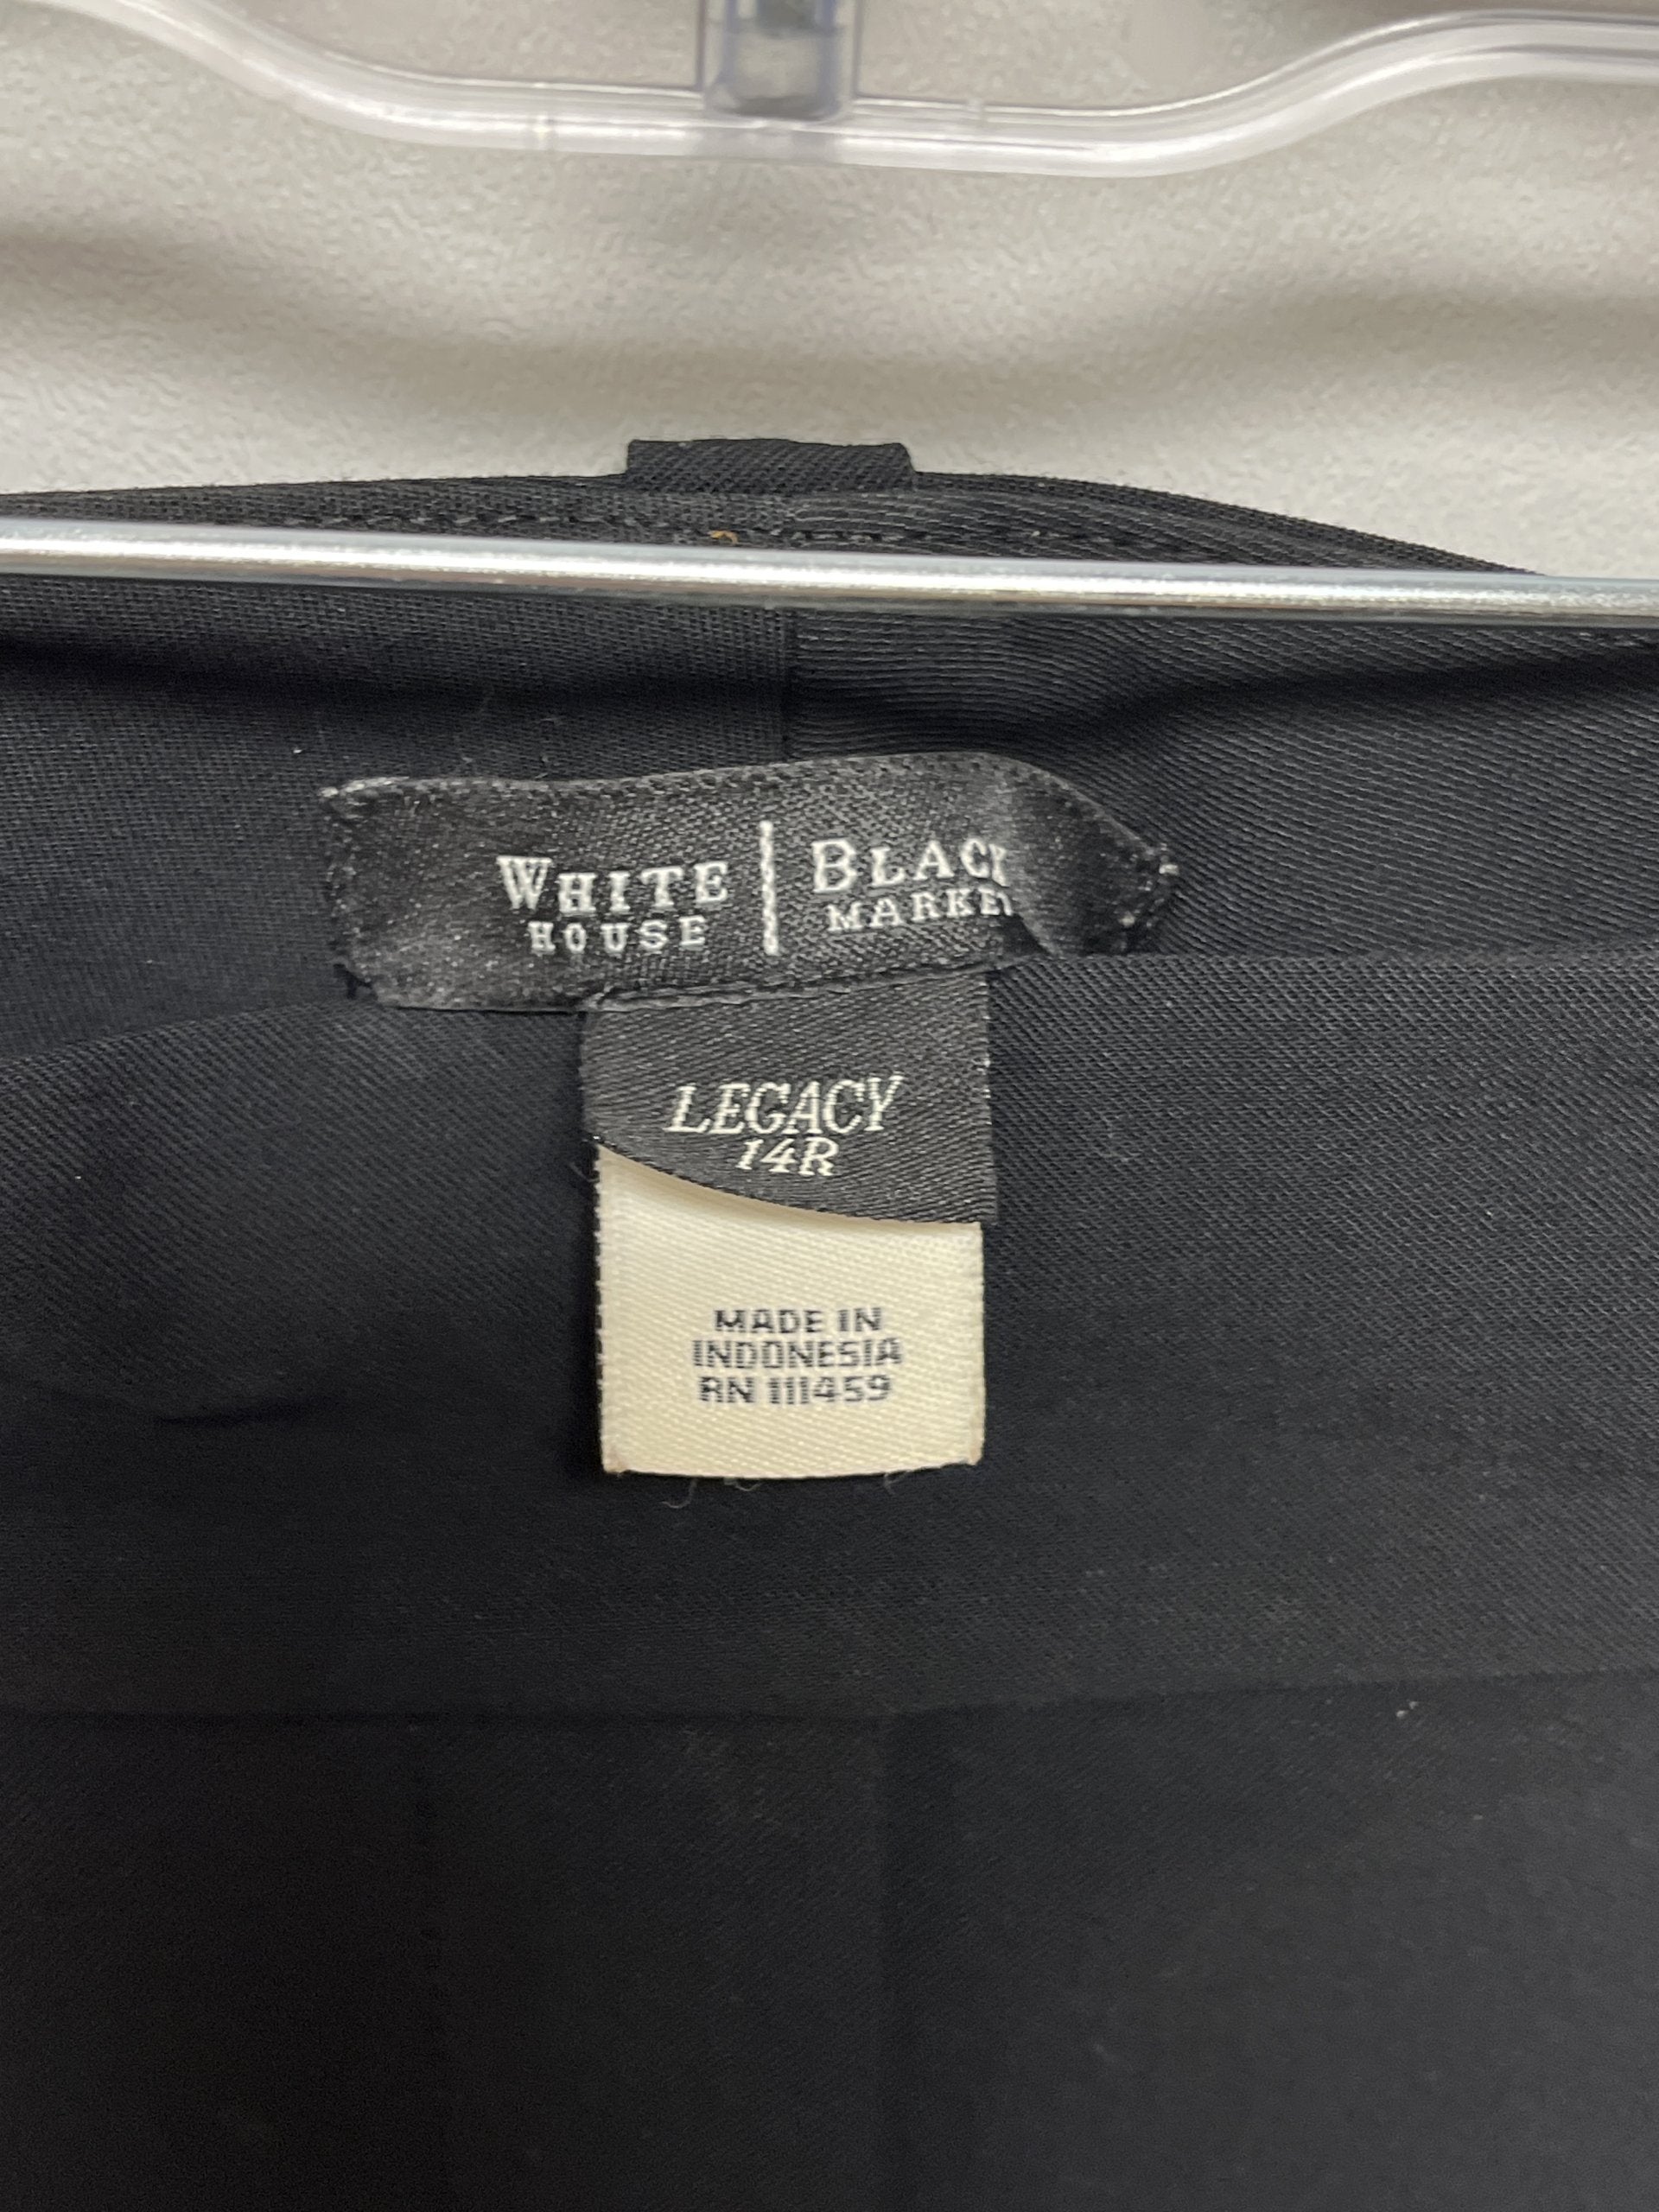 WHITE | BLACK
HOUSE MARKET
LEGACY
14R
MADE IN
INDONESIA
RN 111459